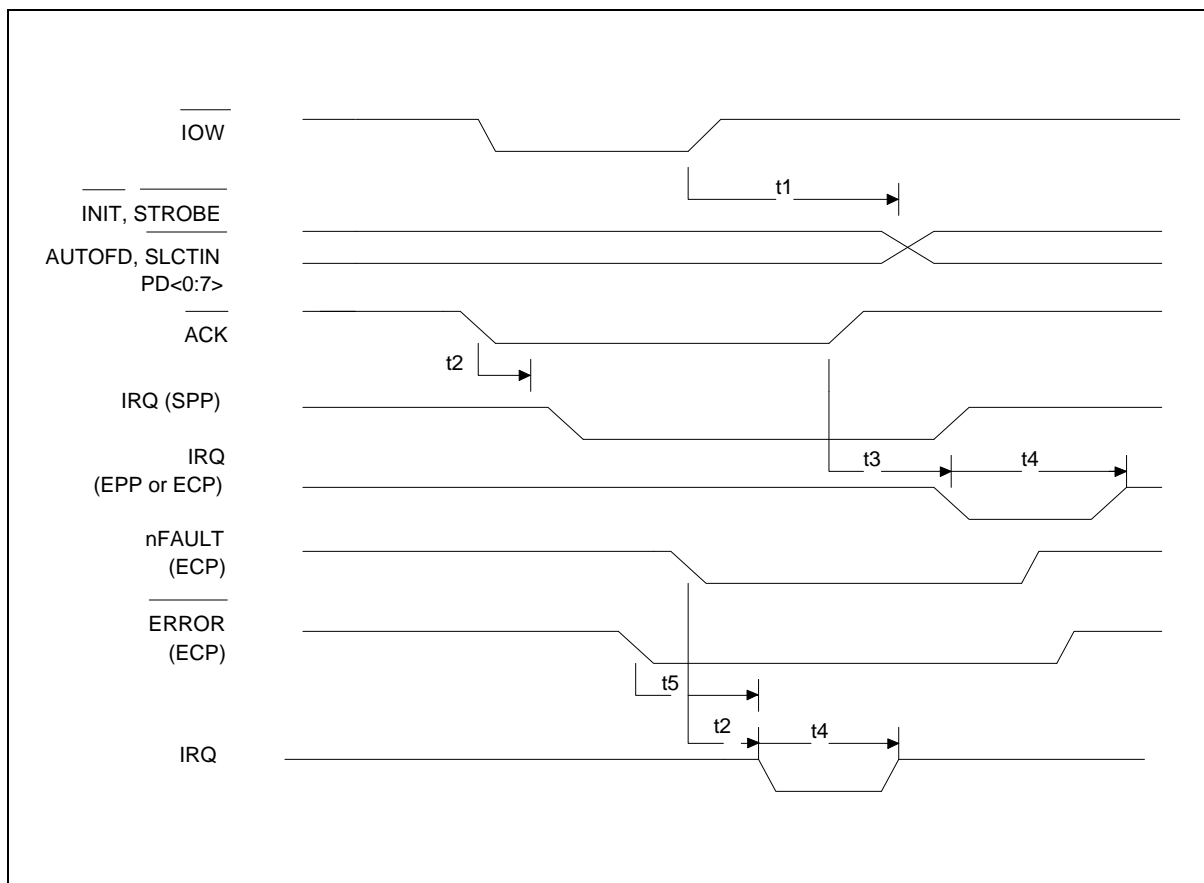 IOW
t1
INIT, STROBE
AUTOFD, SLCTIN
PD<0:7>
ACK
t2
IRQ (SPP)
IRQ
(EPP or ECP)
t3
t4
nFAULT
(ECP)
ERROR
(ECP)
t5
t2
t4
IRQ